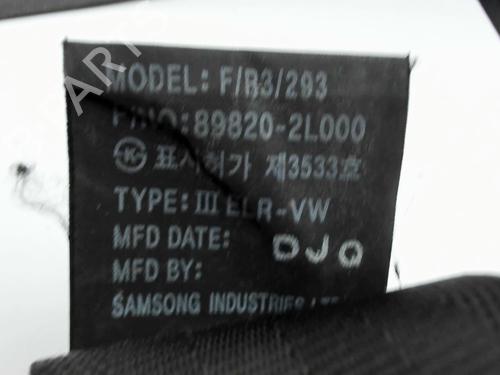 MODEL: F/R3/293
P/NO: 89820-2L000
표시허가 제3533호
TYPE: III ELR-VW
MFD DATE: DJQ
MFD BY:
SAMSONG INDUSTRIES LTD